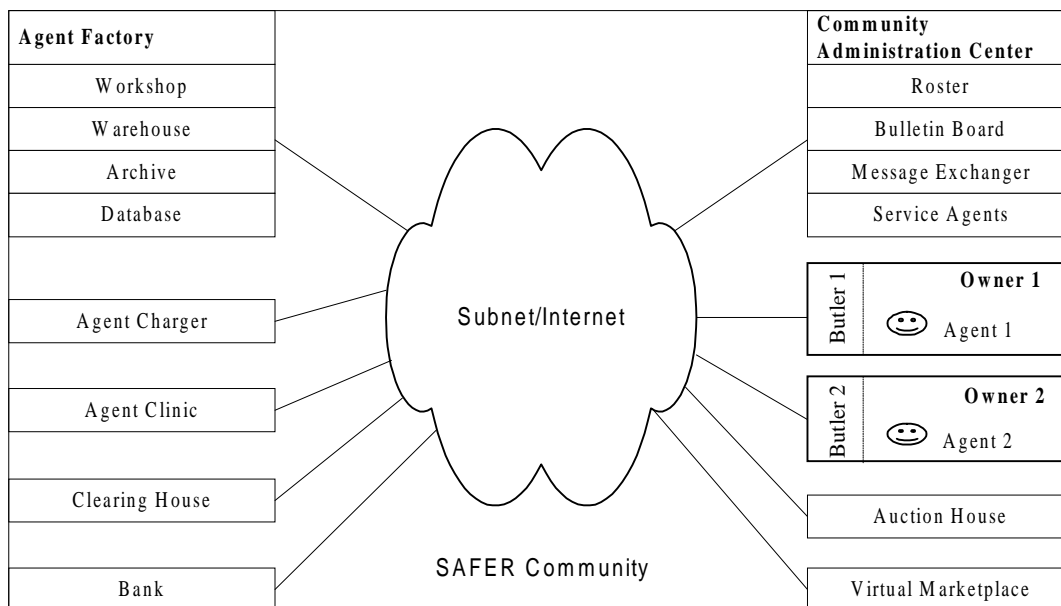 Agent Factory
Workshop
Warehouse
Archive
Database
Agent Charger
Agent Clinic
Clearing House
Bank
Subnet/Internet
SAFER Community
Community
Administration Center
Roster
Bulletin Board
Message Exchanger
Service Agents
Butler 1
Owner 1
Agent 1
Butler 2
Owner 2
Agent 2
Auction House
Virtual Marketplace